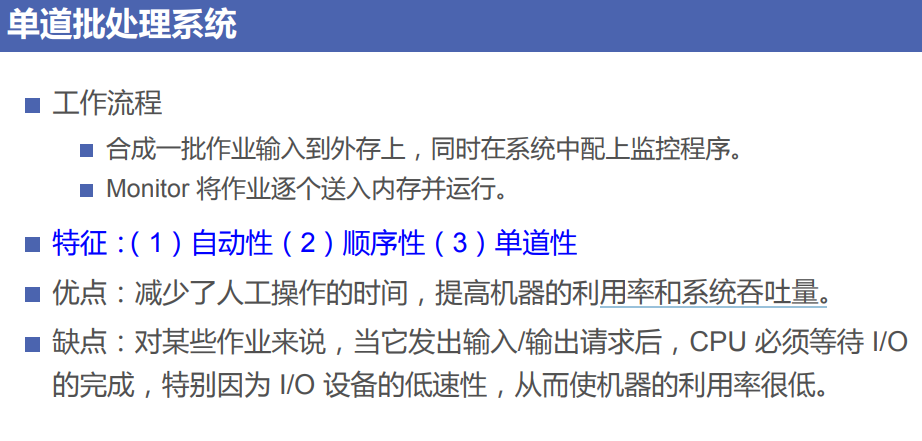 单道批处理系统
工作流程
合成一批作业输入到外存上，同时在系统中配上监控程序。
Monitor 将作业逐个送入内存并运行。
特征：（1）自动性（2）顺序性（3）单道性
优点：减少了人工操作的时间，提高机器的利用率和系统吞吐量。
缺点：对某些作业来说，当它发出输入/输出请求后，CPU 必须等待 I/O
的完成，特别因为 I/O 设备的低速性，从而使机器的利用率很低。